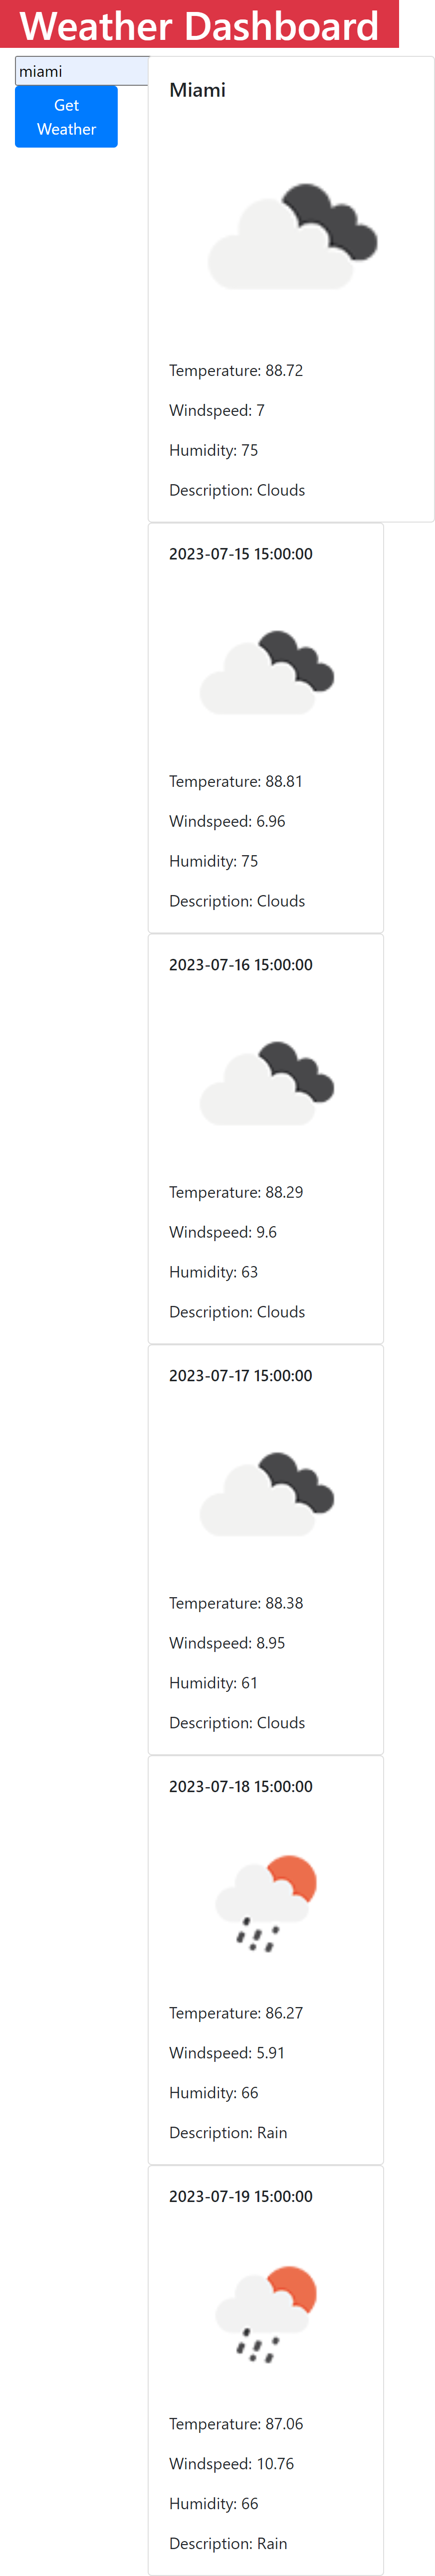 Weather Dashboard
miami
Get
Weather
Miami
Temperature: 88.72
Windspeed: 7
Humidity: 75
Description: Clouds
2023-07-15 15:00:00
Temperature: 88.81
Windspeed: 6.96
Humidity: 75
Description: Clouds
2023-07-16 15:00:00
Temperature: 88.29
Windspeed: 9.6
Humidity: 63
Description: Clouds
2023-07-17 15:00:00
Temperature: 88.38
Windspeed: 8.95
Humidity: 61
Description: Clouds
2023-07-18 15:00:00
Temperature: 86.27
Windspeed: 5.91
Humidity: 66
Description: Rain
2023-07-19 15:00:00
Temperature: 87.06
Windspeed: 10.76
Humidity: 66
Description: Rain